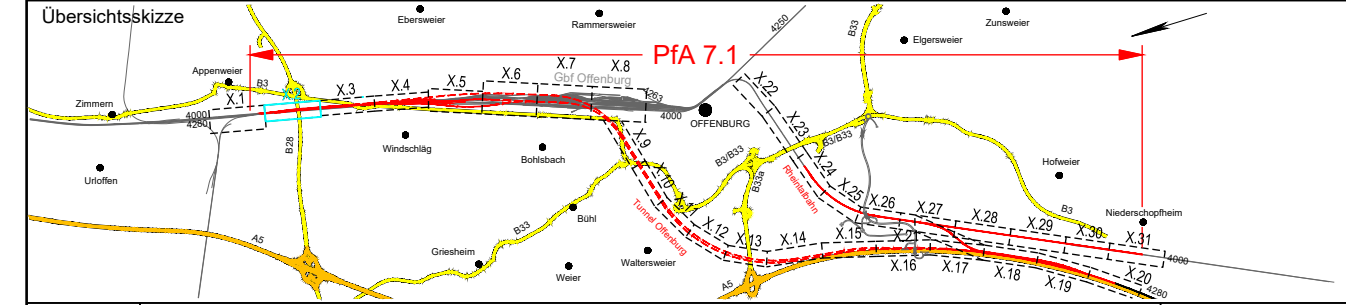 Übersichtsskizze
Ebersweier
Rammersweier
4250
B33
Zunsweier
Elgersweier
PfA 7.1
Appenweier
B3
X.1
X.3
X.4
X.5
X.6
X.7
X.8
Gbf Offenburg
4263
X.22
Zimmern
4000
4280
4000
OFFENBURG
B28
Windschläg
Bohlsbach
X.9
X.10
X.11
X.12
X.13
X.14
X.15
X.21
X.16
X.17
X.18
X.19
X.20
B3/B33
B33a
B3/B33
X.23
X.24
X.25
X.26
X.27
X.28
X.29
X.30
X.31
Rheintalbahn
Hofweier
B3
Niederschopfheim
4000
4280
Urloffen
Tunnel Offenburg
Bühl
B33
Griesheim
Weier
Waltersweier
A5
A5